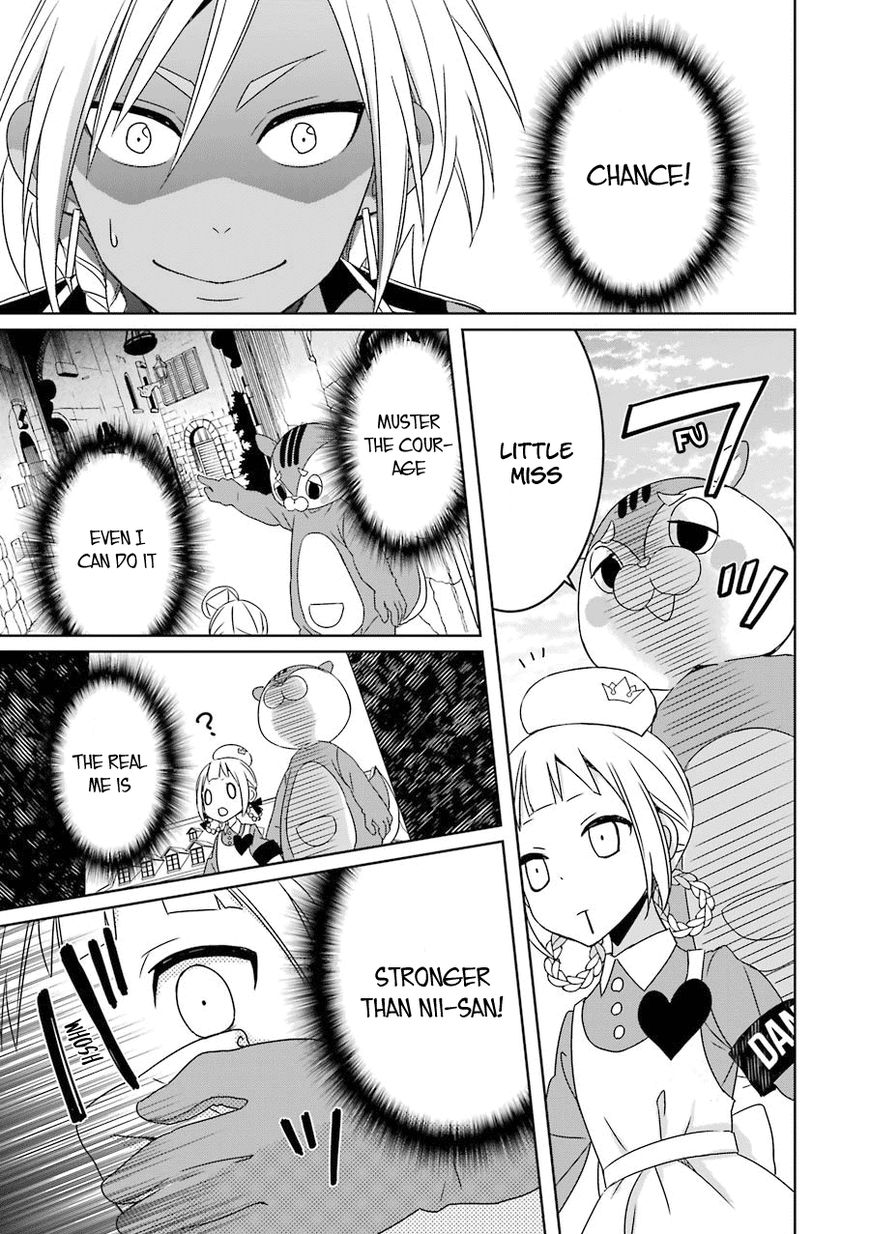 CHANCE!
フ
FU
LITTLE
MISS
MUSTER
THE COUR-
AGE
EVEN I
CAN DO IT
THE REAL
ME IS
?
DAN
STRONGER
THAN NII-SAN!
WHOSH